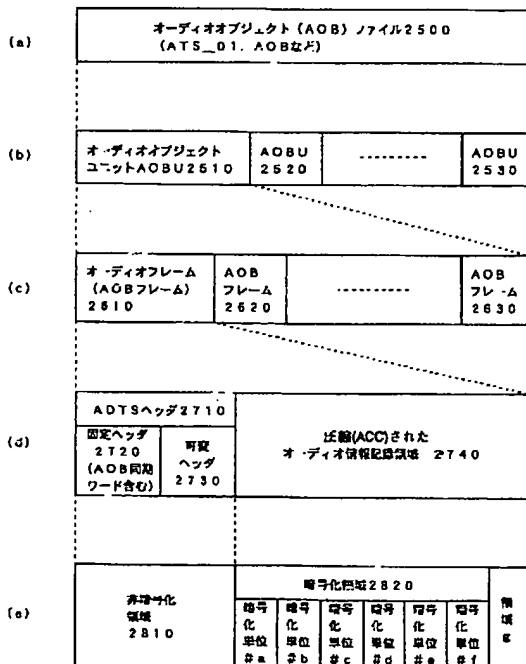 (a)
オーディオオブジェクト（AOB）ファイル2500
（ATS__01．AOBなど）
(b)
オーディオイブジェクト
ユニットAOBU2510
AOBU
2520
AOBU
2530
(c)
オーディオフレーム
（AOBフレーム）
2610
AOB
フレーム
2620
AOB
フレーム
2630
(d)
ADTSヘッダ2710
固定ヘッダ
2720
（AOB同期
ワード含む）
可変
ヘッダ
2730
圧縮(ACC)された
オーディオ情報記録領域 2740
(e)
非暗号化
領域
2810
暗号化領域2820
暗号
化
単位
#a
暗号
化
単位
#b
暗号
化
単位
#c
暗号
化
単位
#d
暗号
化
単位
#e
暗号
化
単位
#f
領
域
g